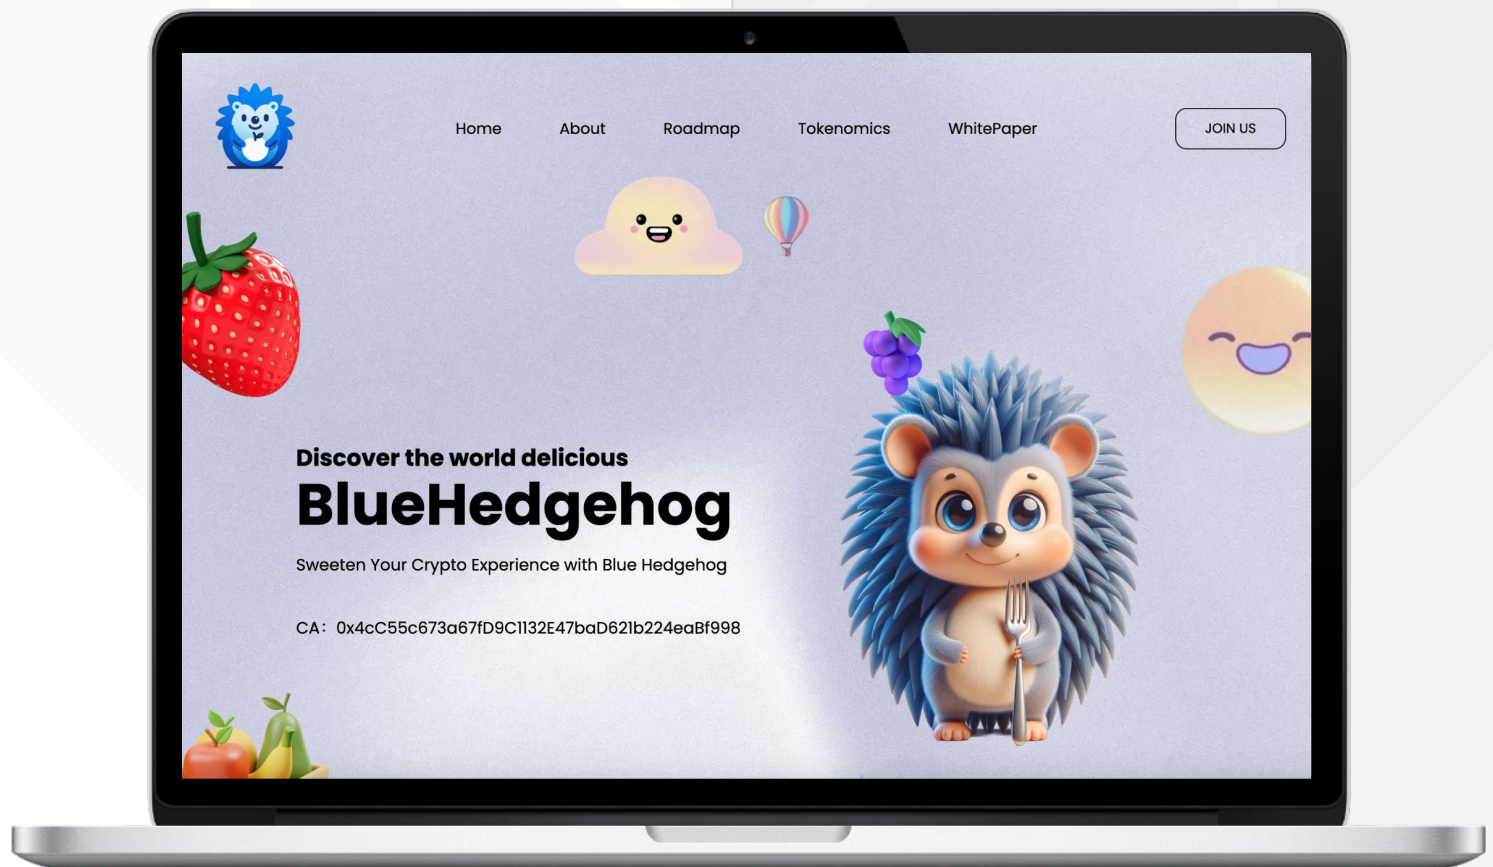 Home
About
Roadmap
Tokenomics
WhitePaper
JOIN US
Discover the world delicious
BlueHedgehog
Sweeten Your Crypto Experience with Blue Hedgehog
CA：0x4cC55c673a67fD9C1132E47baD621b224eaBf998